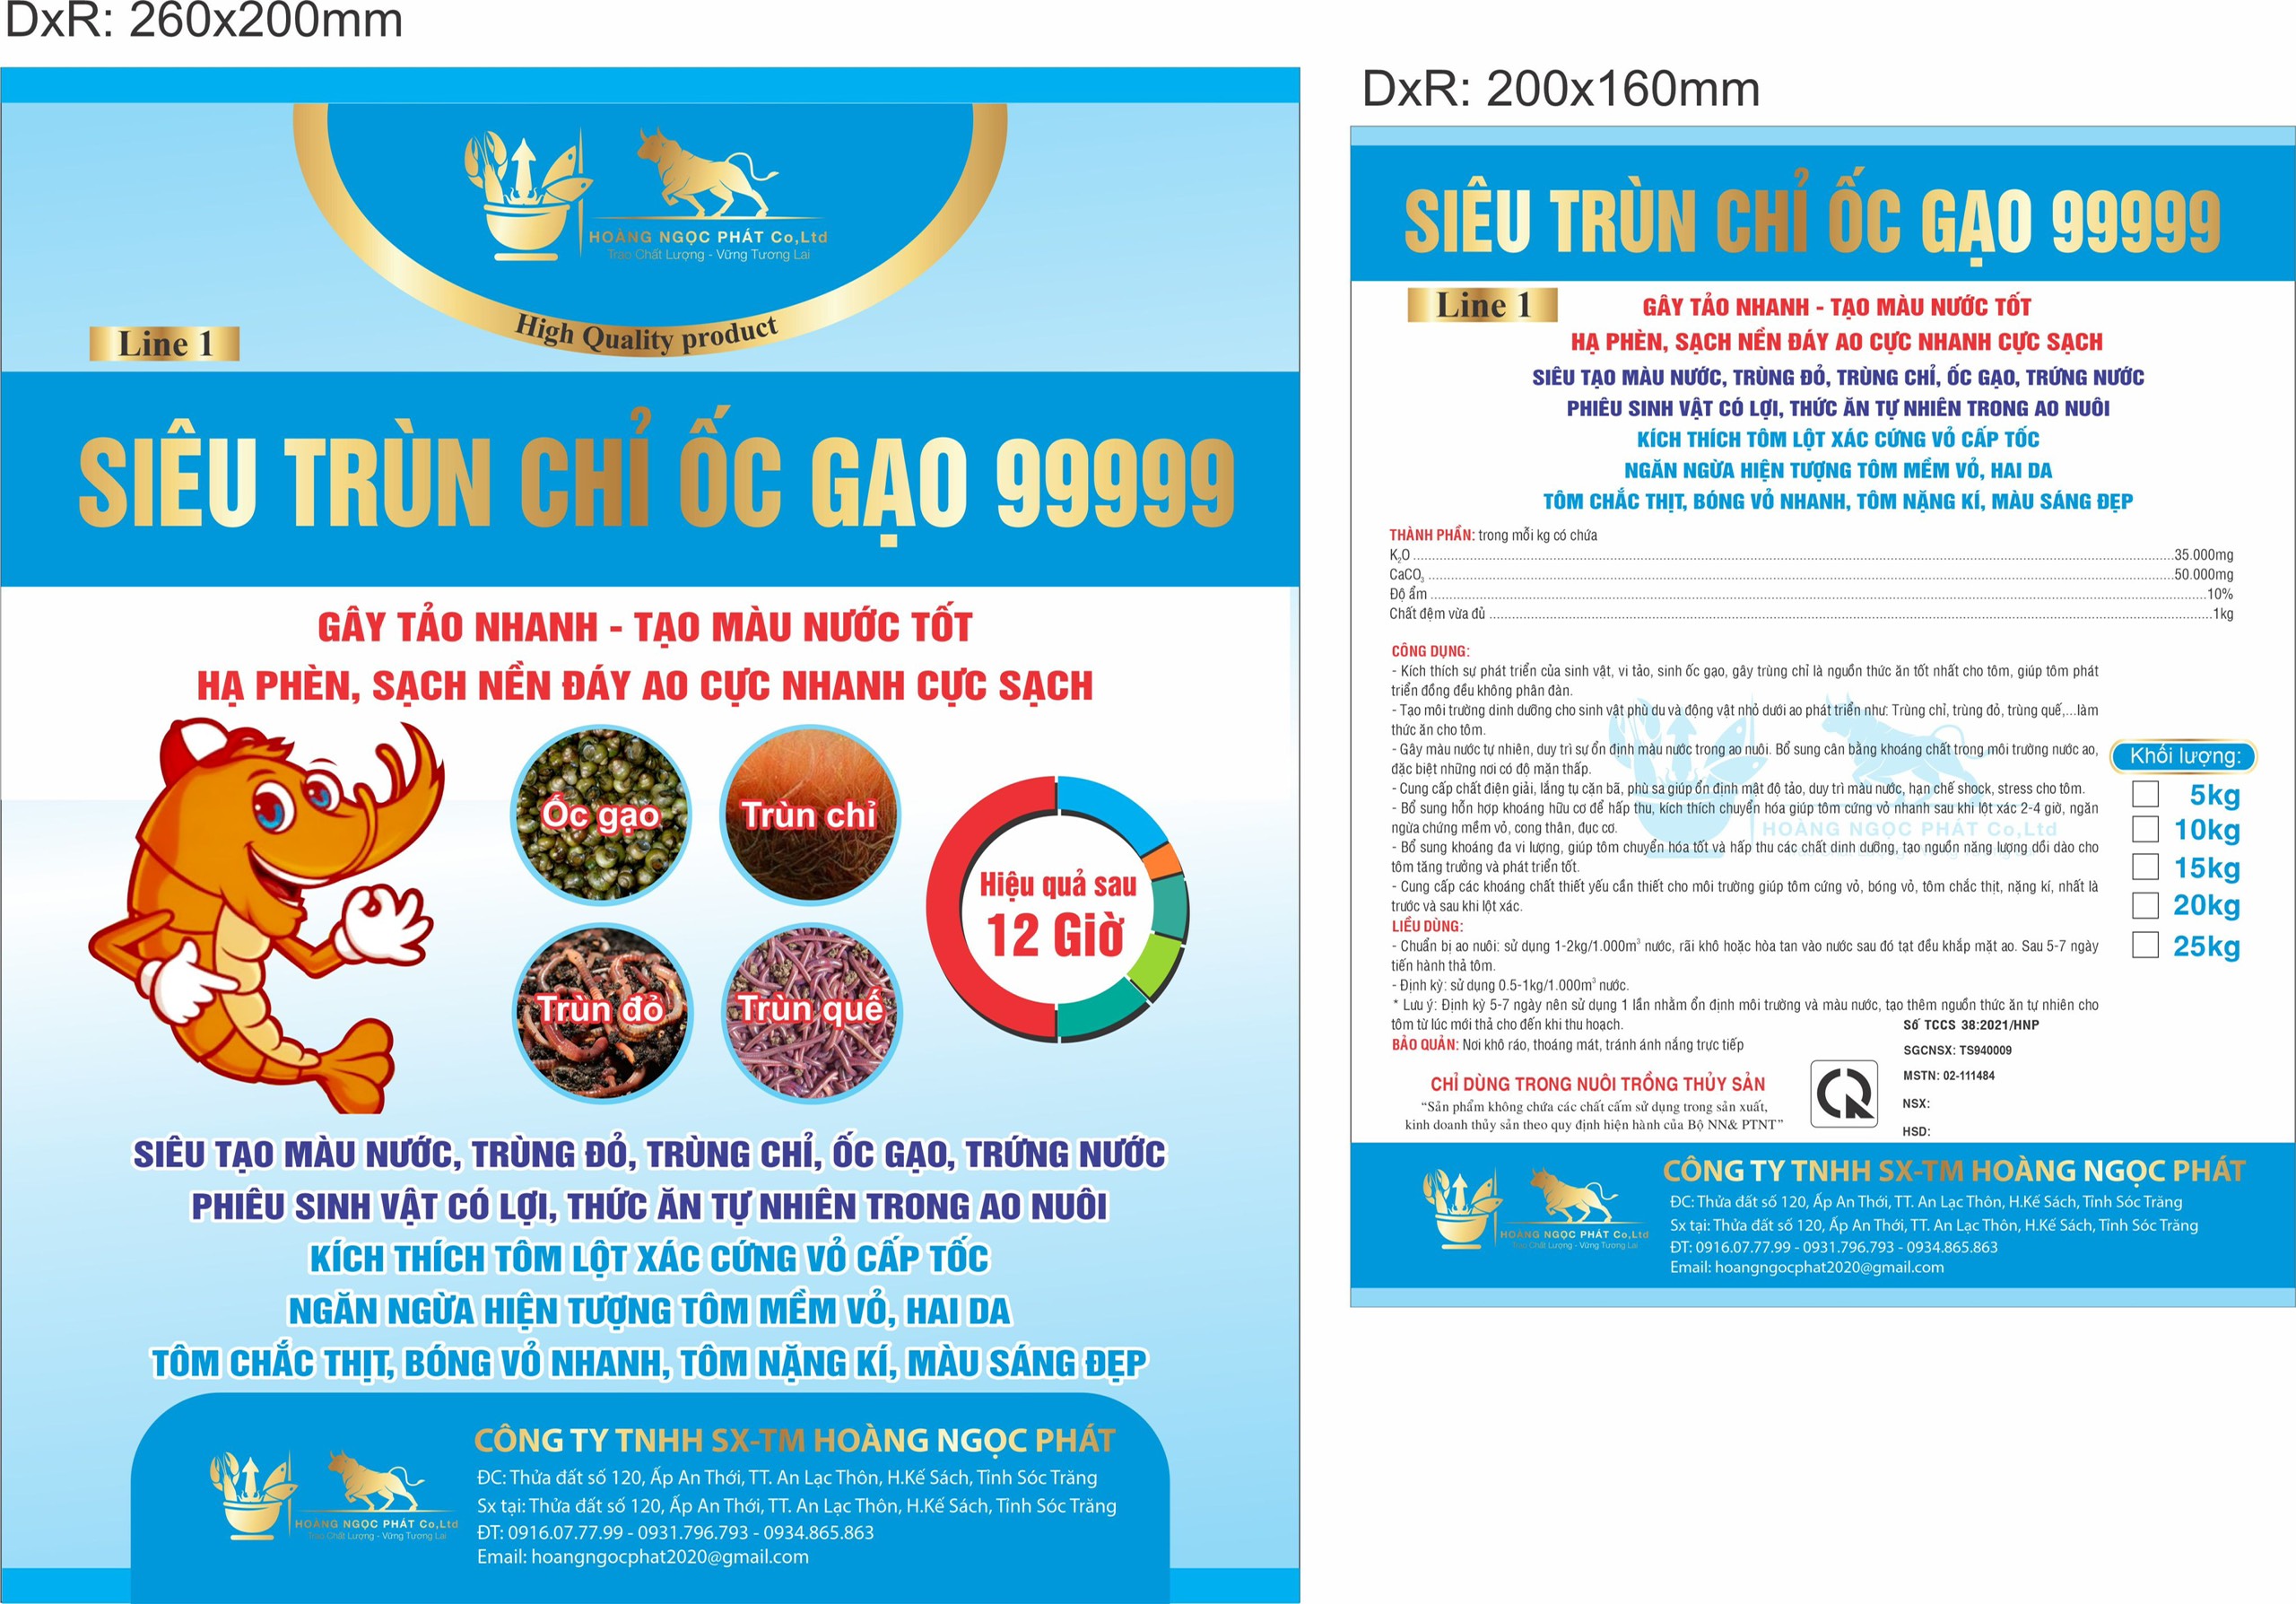 DxR: 260x200mm
HOÀNG NGỌC PHÁT Co,Ltd
Trao Chất Lượng - Vững Tương Lai
High Quality product
Line 1
SIÊU TRÙN CHỈ ỐC GẠO 99999
GÂY TẢO NHANH - TẠO MÀU NƯỚC TỐT
HẠ PHÈN, SẠCH NỀN ĐÁY AO CỰC NHANH CỰC SẠCH
Ốc gạo
Trùn chỉ
Trùn đỏ
Trùn quế
Hiệu quả sau
12 Giờ
SIÊU TẠO MÀU NƯỚC, TRÙNG ĐỎ, TRÙNG CHỈ, ỐC GẠO, TRỨNG NƯỚC
PHIÊU SINH VẬT CÓ LỢI, THỨC ĂN TỰ NHIÊN TRONG AO NUÔI
KÍCH THÍCH TÔM LỘT XÁC CỨNG VỎ CẤP TỐC
NGĂN NGỪA HIỆN TƯỢNG TÔM MỀM VỎ, HAI DA
TÔM CHẮC THỊT, BÓNG VỎ NHANH, TÔM NẶNG KÍ, MÀU SÁNG ĐẸP
HOÀNG NGỌC PHÁT Co,Ltd
Trao Chất Lượng - Vững Tương Lai
CÔNG TY TNHH SX-TM HOÀNG NGỌC PHÁT
ĐC: Thửa đất số 120, Ấp An Thới, TT. An Lạc Thôn, H.Kế Sách, Tỉnh Sóc Trăng
Sx tại: Thửa đất số 120, Ấp An Thới, TT. An Lạc Thôn, H.Kế Sách, Tỉnh Sóc Trăng
ĐT: 0916.07.77.99 - 0931.796.793 - 0934.865.863
Email: hoangngocphat2020@gmail.com
DxR: 200x160mm
SIÊU TRÙN CHỈ ỐC GẠO 99999
Line 1
GÂY TẢO NHANH - TẠO MÀU NƯỚC TỐT
HẠ PHÈN, SẠCH NỀN ĐÁY AO CỰC NHANH CỰC SẠCH
SIÊU TẠO MÀU NƯỚC, TRÙNG ĐỎ, TRÙNG CHỈ, ỐC GẠO, TRỨNG NƯỚC
PHIÊU SINH VẬT CÓ LỢI, THỨC ĂN TỰ NHIÊN TRONG AO NUÔI
KÍCH THÍCH TÔM LỘT XÁC CỨNG VỎ CẤP TỐC
NGĂN NGỪA HIỆN TƯỢNG TÔM MỀM VỎ, HAI DA
TÔM CHẮC THỊT, BÓNG VỎ NHANH, TÔM NẶNG KÍ, MÀU SÁNG ĐẸP
THÀNH PHẦN: trong mỗi kg có chứa
K₂O ... 35.000mg
CaCO₃ ... 50.000mg
Độ ẩm ... 10%
Chất đệm vừa đủ ... 1kg
CÔNG DỤNG:
- Kích thích sự phát triển của sinh vật, vi tảo, sinh ốc gạo, gây trùng chỉ là nguồn thức ăn tốt nhất cho tôm, giúp tôm phát
triển đồng đều không phân đàn.
- Tạo môi trường dinh dưỡng cho sinh vật phù du và động vật nhỏ dưới ao phát triển như: Trùng chỉ, trùng đỏ, trùng quế,...làm
thức ăn cho tôm.
- Gây màu nước tự nhiên, duy trì sự ổn định màu nước trong ao nuôi. Bổ sung cân bằng khoáng chất trong môi trường nước ao,
đặc biệt những nơi có độ mặn thấp.
- Cung cấp chất điện giải, lắng tụ cặn bã, phù sa giúp ổn định mật độ tảo, duy trì màu nước, hạn chế shock, stress cho tôm.
- Bổ sung hỗn hợp khoáng hữu cơ để hấp thu, kích thích chuyển hóa giúp tôm cứng vỏ nhanh sau khi lột xác 2-4 giờ, ngăn
ngừa chứng mềm vỏ, cong thân, đục cơ.
HOÀNG NGỌC PHÁT Co,Ltd
- Bổ sung khoáng đa vi lượng, giúp tôm chuyển hóa tốt và hấp thu các chất dinh dưỡng, tạo nguồn năng lượng dồi dào cho
tôm tăng trưởng và phát triển tốt.
- Cung cấp các khoáng chất thiết yếu cần thiết cho môi trường giúp tôm cứng vỏ, bóng vỏ, tôm chắc thịt, nặng kí, nhất là
trước và sau khi lột xác.
LIỀU DÙNG:
- Chuẩn bị ao nuôi: sử dụng 1-2kg/1.000m³ nước, rãi khô hoặc hòa tan vào nước sau đó tạt đều khắp mặt ao. Sau 5-7 ngày
tiến hành thả tôm.
- Định kỳ: sử dụng 0.5-1kg/1.000m³ nước.
* Lưu ý: Định kỳ 5-7 ngày nên sử dụng 1 lần nhằm ổn định môi trường và màu nước, tạo thêm nguồn thức ăn tự nhiên cho
tôm từ lúc mới thả cho đến khi thu hoạch.
BẢO QUẢN: Nơi khô ráo, thoáng mát, tránh ánh nắng trực tiếp
Khối lượng:
5kg
10kg
15kg
20kg
25kg
CHỈ DÙNG TRONG NUÔI TRỒNG THỦY SẢN
“Sản phẩm không chứa các chất cấm sử dụng trong sản xuất,
kinh doanh thủy sản theo quy định hiện hành của Bộ NN& PTNT”
Số TCCS 38:2021/HNP
SGCNSX: TS940009
MSTN: 02-111484
NSX:
HSD:
HOÀNG NGỌC PHÁT Co,Ltd
Trao Chất Lượng - Vững Tương Lai
CÔNG TY TNHH SX-TM HOÀNG NGỌC PHÁT
ĐC: Thửa đất số 120, Ấp An Thới, TT. An Lạc Thôn, H.Kế Sách, Tỉnh Sóc Trăng
Sx tại: Thửa đất số 120, Ấp An Thới, TT. An Lạc Thôn, H.Kế Sách, Tỉnh Sóc Trăng
ĐT: 0916.07.77.99 - 0931.796.793 - 0934.865.863
Email: hoangngocphat2020@gmail.com